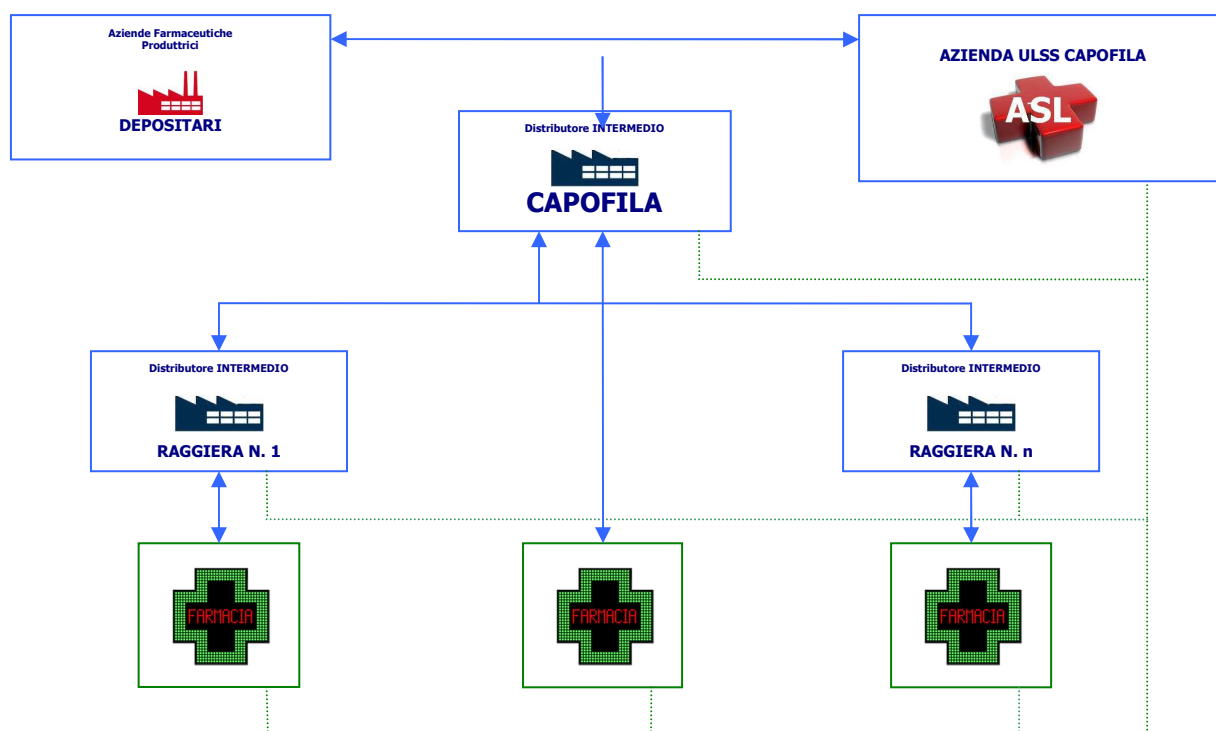 Aziende Farmaceutiche
Produttrici
DEPOSITARI
AZIENDA ULSS CAPOFILA
ASL
Distributore INTERMEDIO
CAPOFILA
Distributore INTERMEDIO
RAGGIERA N. 1
Distributore INTERMEDIO
RAGGIERA N. n
FARMACIA
FARMACIA
FARMACIA